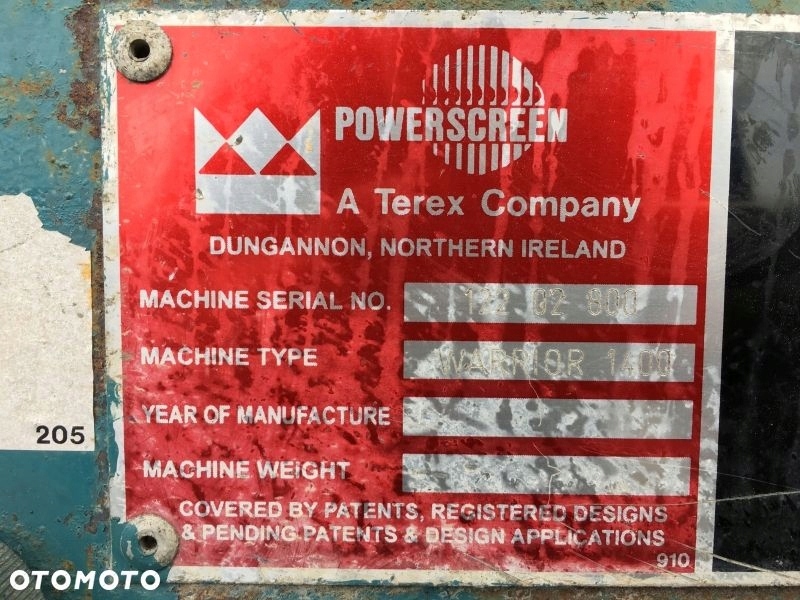 POWERSCREEN
A Terex Company
DUNGANNON, NORTHERN IRELAND
MACHINE SERIAL NO. 122 02 800
MACHINE TYPE WARRIOR 1400
YEAR OF MANUFACTURE
MACHINE WEIGHT
205
COVERED BY PATENTS, REGISTERED DESIGNS
& PENDING PATENTS & DESIGN APPLICATIONS
910
OTOMOTO